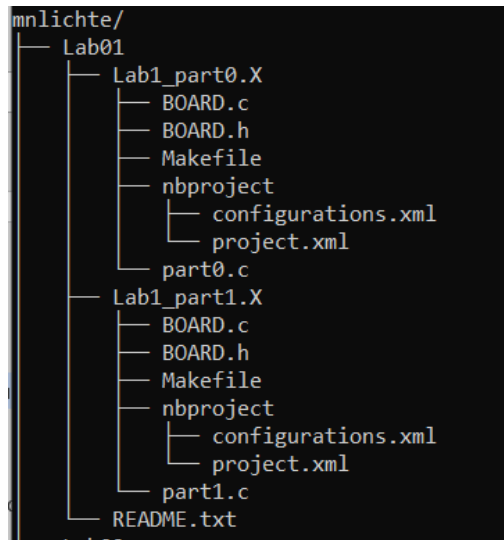 mnlichte/
├── Lab01
│   ├── Lab1_part0.X
│   │   ├── BOARD.c
│   │   ├── BOARD.h
│   │   ├── Makefile
│   │   ├── nbproject
│   │   │   ├── configurations.xml
│   │   │   └── project.xml
│   │   └── part0.c
│   ├── Lab1_part1.X
│   │   ├── BOARD.c
│   │   ├── BOARD.h
│   │   ├── Makefile
│   │   ├── nbproject
│   │   │   ├── configurations.xml
│   │   │   └── project.xml
│   │   └── part1.c
│   └── README.txt